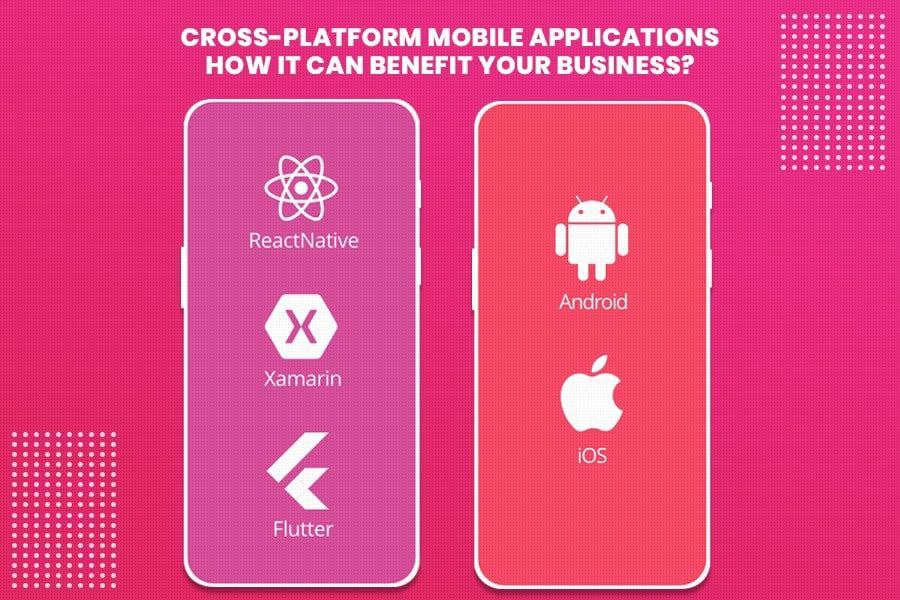 CROSS-PLATFORM MOBILE APPLICATIONS
HOW IT CAN BENEFIT YOUR BUSINESS?
ReactNative
Xamarin
Flutter
Android
iOS